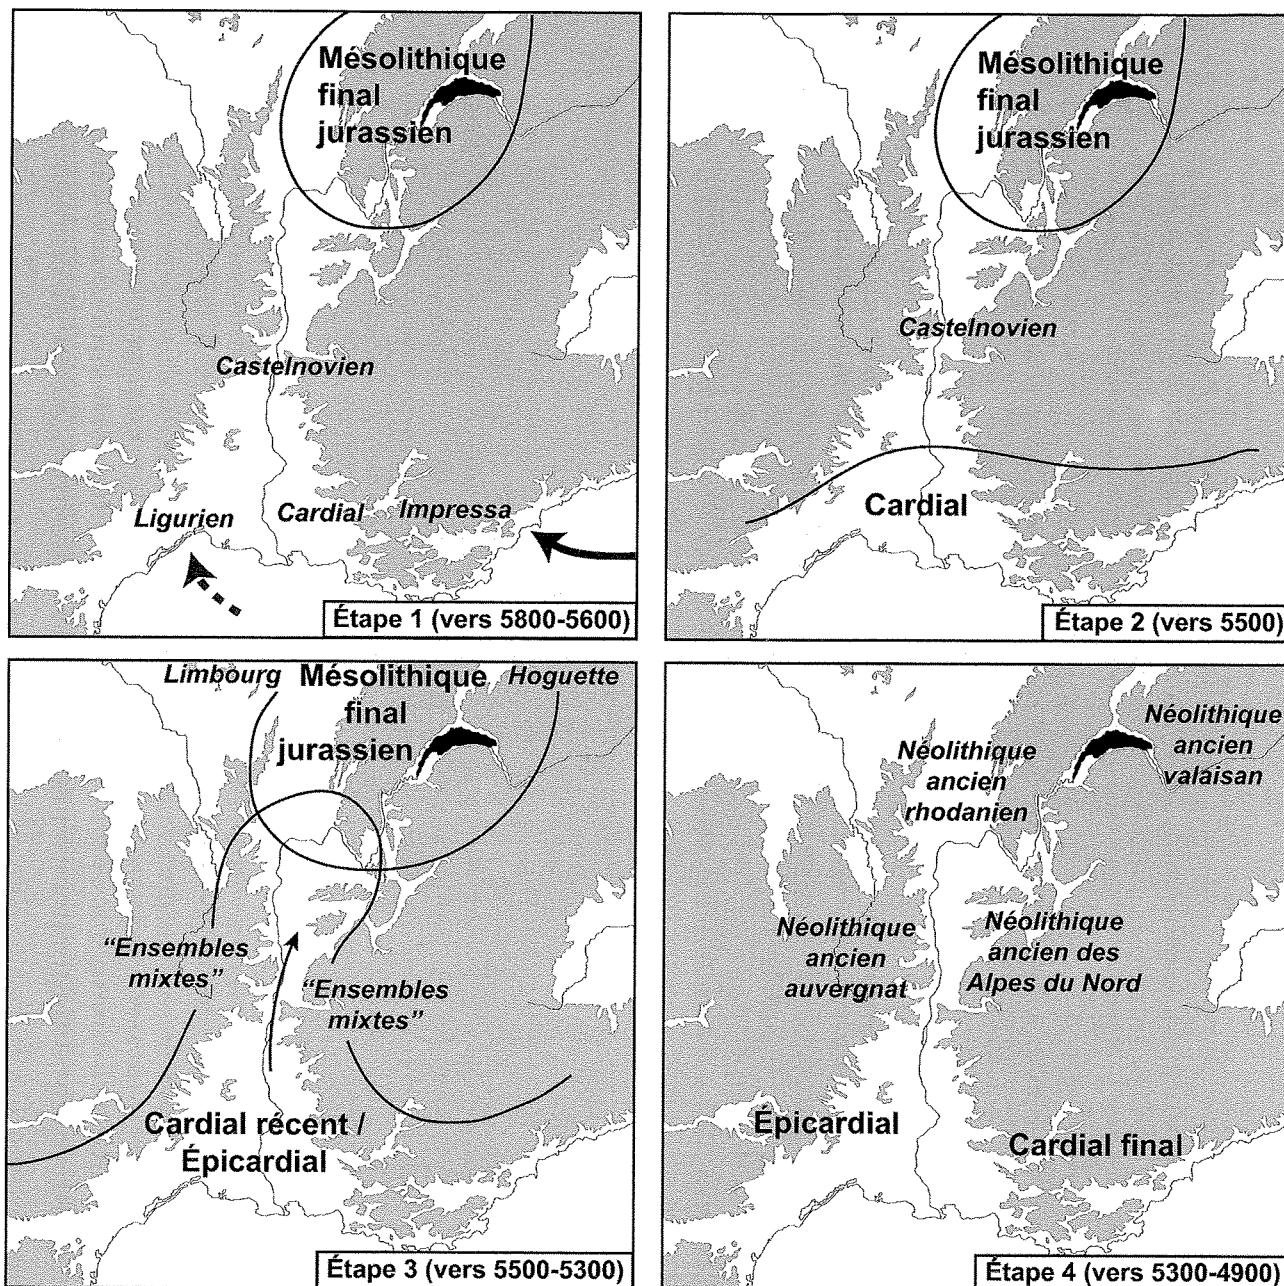 Mésolithique
final
jurassien
Castelnovien
Ligurien
Cardial
Impressa
Étape 1 (vers 5800-5600)
Mésolithique
final
jurassien
Castelnovien
Cardial
Étape 2 (vers 5500)
Limbourg
Mésolithique
final
jurassien
Hoguette
“Ensembles
mixtes”
“Ensembles
mixtes”
Cardial récent /
Épicardial
Étape 3 (vers 5500-5300)
Néolithique
ancien
valaisan
Néolithique
ancien
rhodanien
Néolithique
ancien
auvergnat
Néolithique
ancien des
Alpes du Nord
Épicardial
Cardial final
Étape 4 (vers 5300-4900)